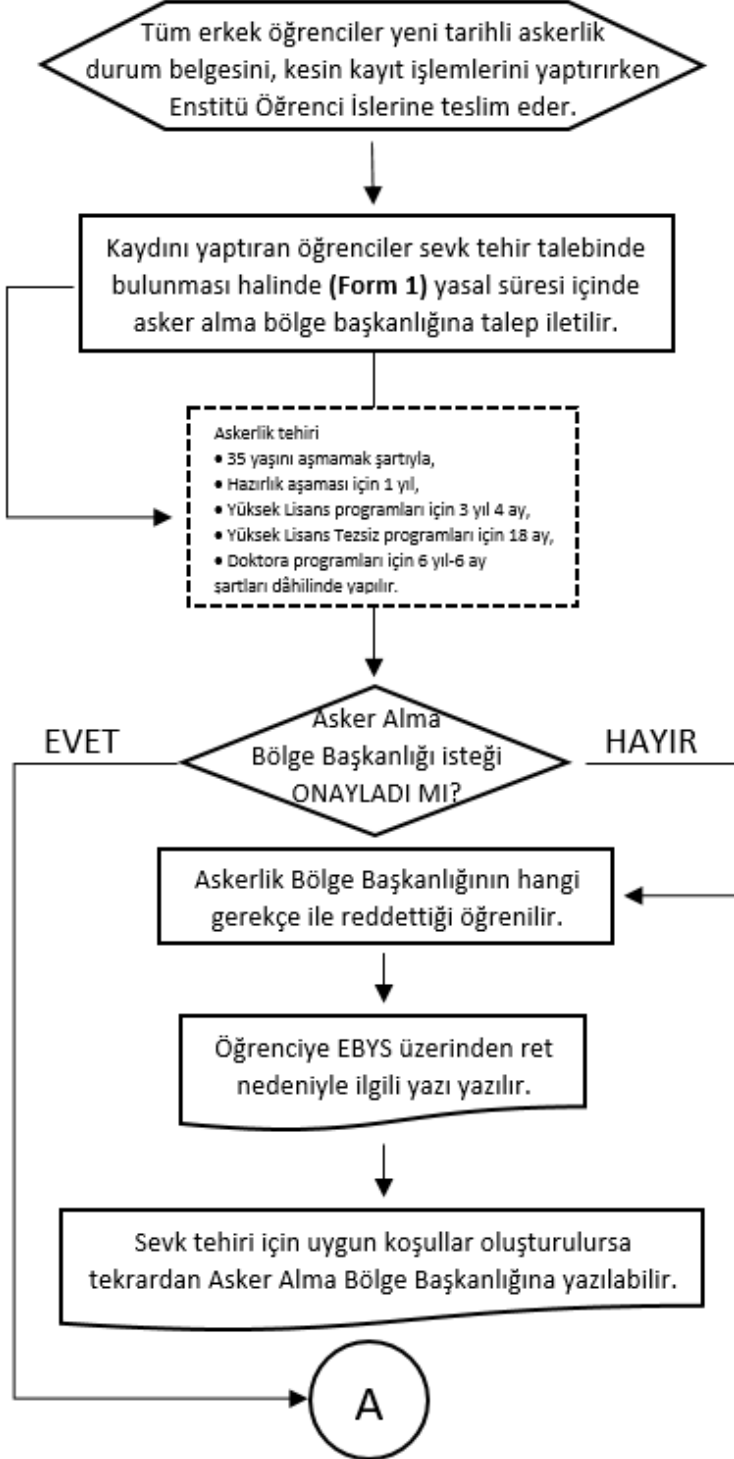 Tüm erkek öğrenciler yeni tarihli askerlik
durum belgesini, kesin kayıt işlemlerini yaptırırken
Enstitü Öğrenci İslerine teslim eder.
Kaydını yaptıran öğrenciler sevk tehir talebinde
bulunması halinde (Form 1) yasal süresi içinde
asker alma bölge başkanlığına talep iletilir.
Askerlik tehiri
• 35 yaşını aşmamak şartıyla,
• Hazırlık aşaması için 1 yıl,
• Yüksek Lisans programları için 3 yıl 4 ay,
• Yüksek Lisans Tezsiz programları için 18 ay,
• Doktora programları için 6 yıl-6 ay
şartları dâhilinde yapılır.
Asker Alma
Bölge Başkanlığı isteği
ONAYLADI MI?
EVET
HAYIR
Askerlik Bölge Başkanlığının hangi
gerekçe ile reddettiği öğrenilir.
Öğrenciye EBYS üzerinden ret
nedeniyle ilgili yazı yazılır.
Sevk tehiri için uygun koşullar oluşturulursa
tekrardan Asker Alma Bölge Başkanlığına yazılabilir.
A